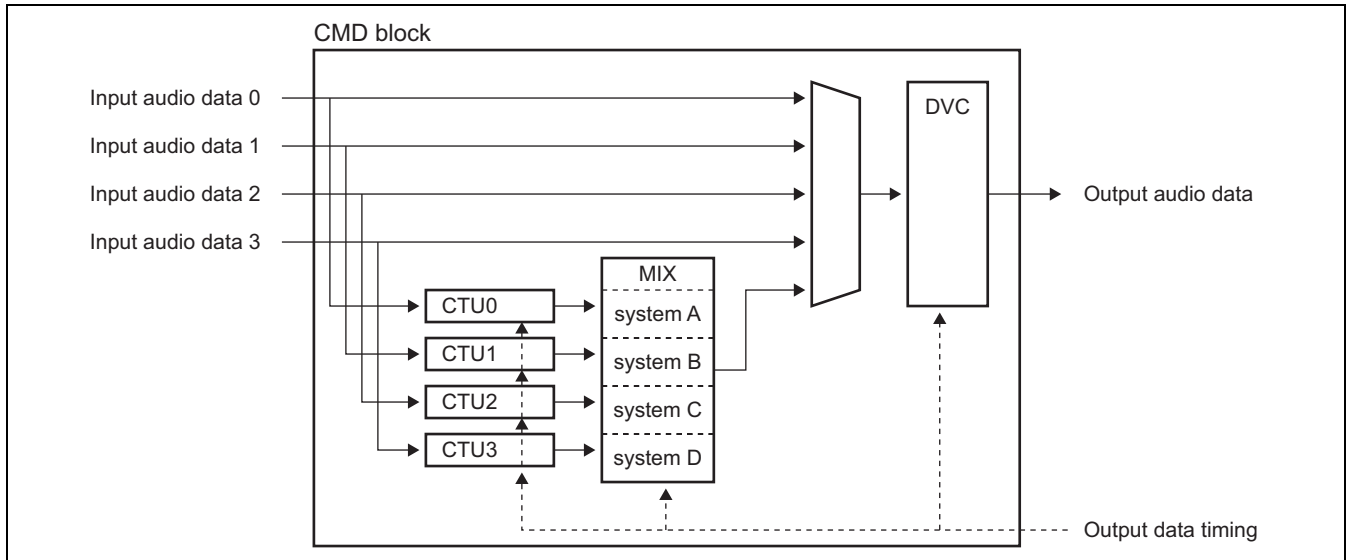 CMD block
Input audio data 0
Input audio data 1
Input audio data 2
Input audio data 3
DVC
Output audio data
MIX
CTU0
system A
CTU1
system B
CTU2
system C
CTU3
system D
Output data timing